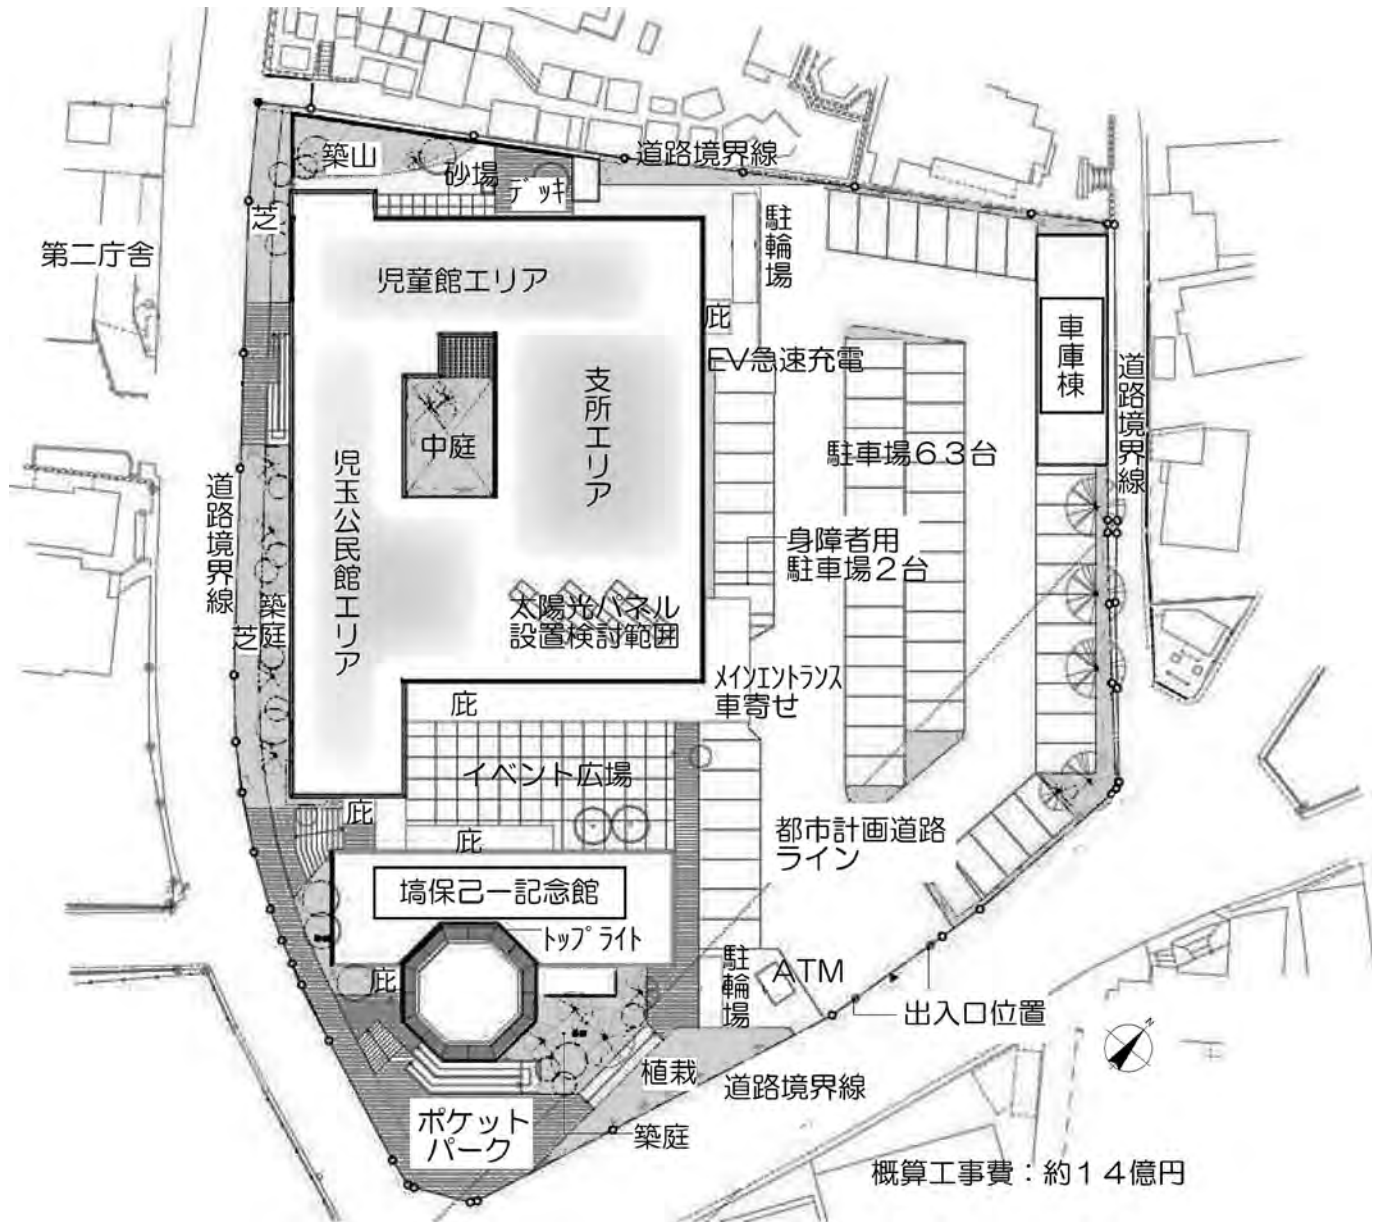 築山
砂場
デッキ
道路境界線
芝
駐輪場
第二庁舎
児童館エリア
庇
車庫棟
EV急速充電
道路境界線
支所エリア
中庭
駐車場63台
児玉公民館エリア
道路境界線
身障者用
駐車場2台
太陽光パネル
設置検討範囲
築庭
芝
メインエントランス
車寄せ
庇
イベント広場
庇
庇
都市計画道路
ライン
塙保己一記念館
トップライト
庇
駐輪場
ATM
出入口位置
N
植栽
道路境界線
ポケット
パーク
築庭
概算工事費：約14億円